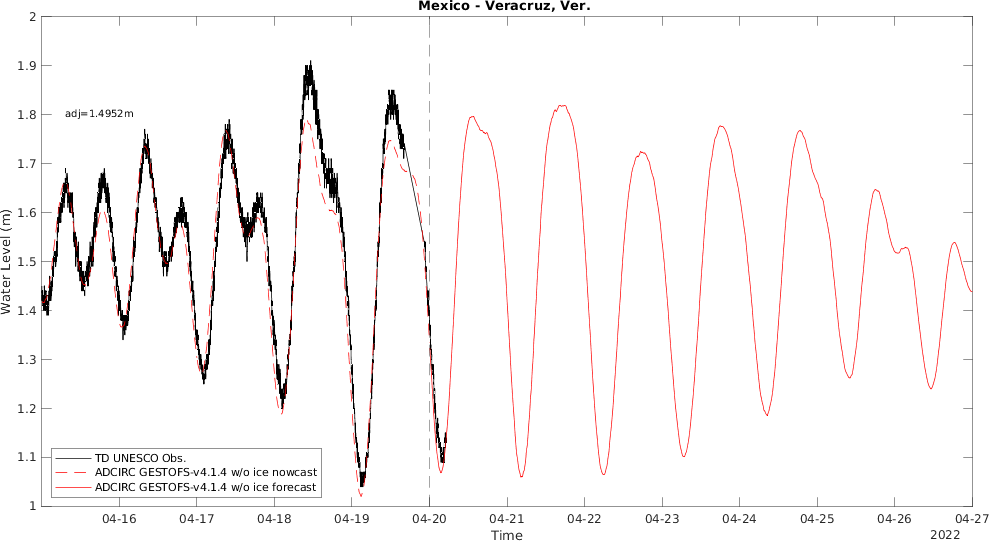 Mexico - Veracruz, Ver.
2
1.9
1.8
1.7
1.6
1.5
1.4
1.3
1.2
1.1
1
Water Level (m)
adj=1.4952m
TD UNESCO Obs.
ADCIRC GESTOFS-v4.1.4 w/o ice nowcast
ADCIRC GESTOFS-v4.1.4 w/o ice forecast
04-16 04-17 04-18 04-19 04-20 04-21 04-22 04-23 04-24 04-25 04-26 04-27
Time
2022